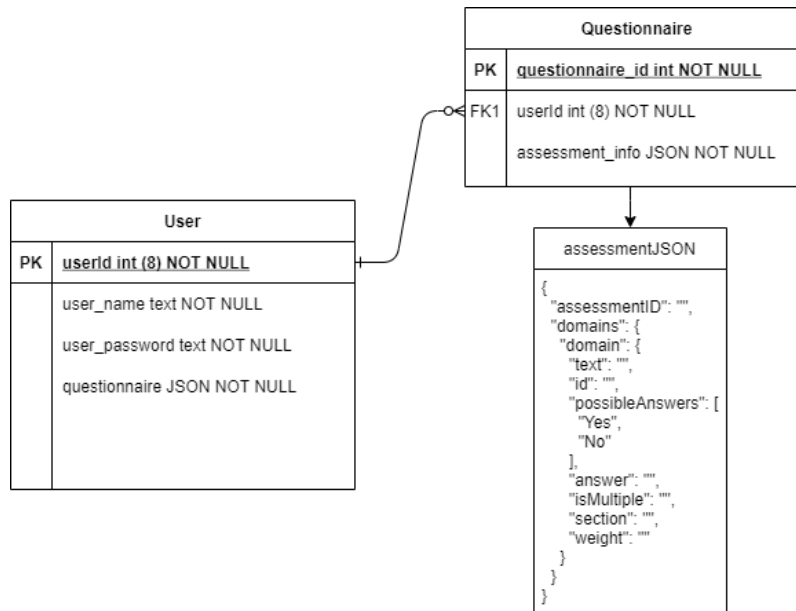 Questionnaire
PK questionnaire_id int NOT NULL
FK1 userId int (8) NOT NULL
assessment_info JSON NOT NULL
User
PK userId int (8) NOT NULL
user_name text NOT NULL
user_password text NOT NULL
questionnaire JSON NOT NULL
assessmentJSON
{
"assessmentID": "",
"domains": {
"domain": {
"text": "",
"id": "",
"possibleAnswers": [
"Yes",
"No"
],
"answer": "",
"isMultiple": "",
"section": "",
"weight": ""
}
}
}